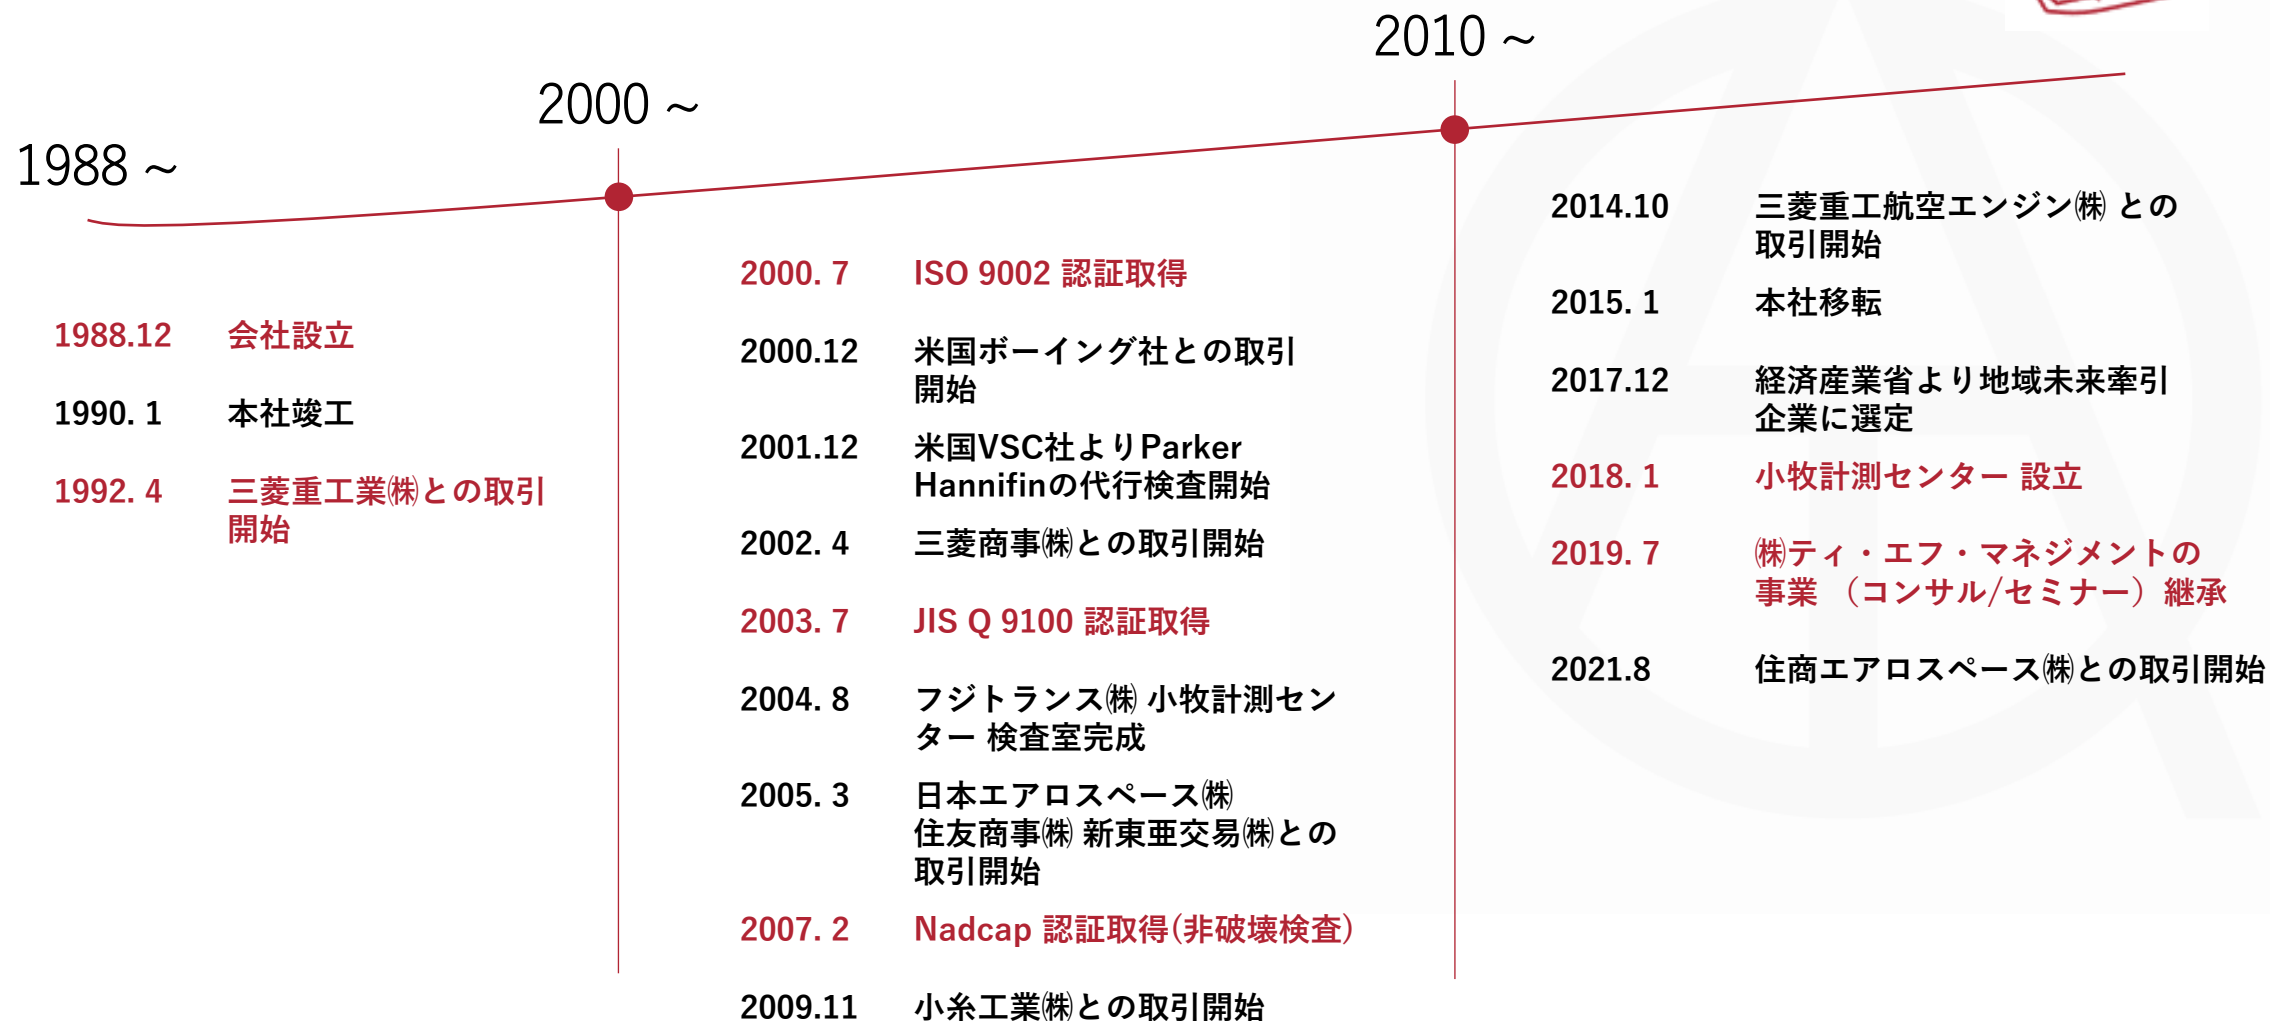 1988 ~
1988.12 会社設立
1990. 1 本社竣工
1992. 4 三菱重工業㈱との取引
開始
2000 ~
2000. 7 ISO 9002 認証取得
2000.12 米国ボーイング社との取引
開始
2001.12 米国VSC社よりParker
Hannifinの代行検査開始
2002. 4 三菱商事㈱との取引開始
2003. 7 JIS Q 9100 認証取得
2004. 8 フジトランス㈱ 小牧計測セン
ター 検査室完成
2005. 3 日本エアロスペース㈱
住友商事㈱ 新東亜交易㈱との
取引開始
2007. 2 Nadcap 認証取得(非破壊検査)
2009.11 小糸工業㈱との取引開始
2010 ~
2014.10 三菱重工航空エンジン㈱ との
取引開始
2015. 1 本社移転
2017.12 経済産業省より地域未来牽引
企業に選定
2018. 1 小牧計測センター 設立
2019. 7 ㈱ティ・エフ・マネジメントの
事業 （コンサル/セミナー）継承
2021.8 住商エアロスペース㈱との取引開始